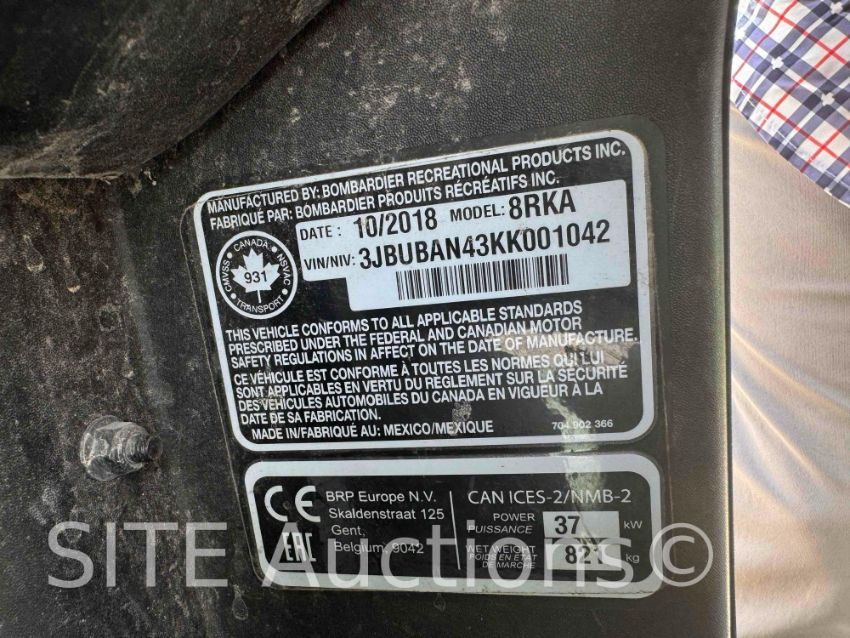 MANUFACTURED BY: BOMBARDIER RECREATIONAL PRODUCTS INC.
FABRIQUÉ PAR: BOMBARDIER PRODUITS RÉCRÉATIFS INC.
DATE : 10/2018 MODEL: 8RKA
VIN/NIV: 3JBUBAN43KK001042
CANADA
CMVSS 931 NSVAC
TRANSPORT
THIS VEHICLE CONFORMS TO ALL APPLICABLE STANDARDS
PRESCRIBED UNDER THE FEDERAL AND CANADIAN MOTOR
SAFETY REGULATIONS IN AFFECT ON THE DATE OF MANUFACTURE.
CE VÉHICULE EST CONFORME À TOUTES LES NORMES QUI LUI
SONT APPLICABLES EN VERTU DU RÈGLEMENT SUR LA SÉCURITÉ
DES VÉHICULES AUTOMOBILES DU CANADA EN VIGUEUR À LA
DATE DE SA FABRICATION.
MADE IN/FABRIQUÉ AU: MEXICO/MEXIQUE
704 902 366
CE
EAC
BRP Europe N.V.
Skaldenstraat 125
Gent,
Belgium, 9042
CAN ICES-2/NMB-2
POWER
PUISSANCE 37 kW
WET WEIGHT
POIDS EN ÉTAT
DE MARCHE 821 kg
SITE Auctions©